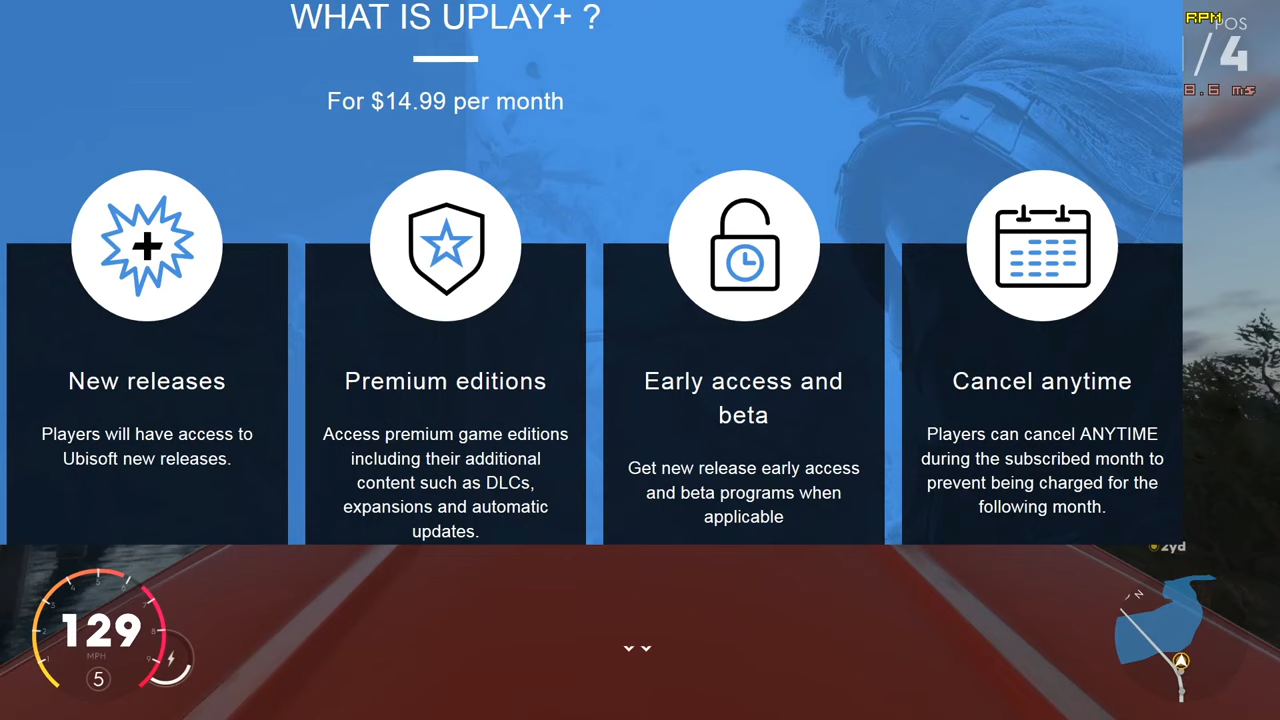 WHAT IS UPLAY+ ?
For $14.99 per month
RPM
POS
/4
8.6 ms
New releases
Players will have access to
Ubisoft new releases.
Premium editions
Access premium game editions
including their additional
content such as DLCs,
expansions and automatic
updates.
Early access and
beta
Get new release early access
and beta programs when
applicable
Cancel anytime
Players can cancel ANYTIME
during the subscribed month to
prevent being charged for the
following month.
2yd
129
MPH
5
N